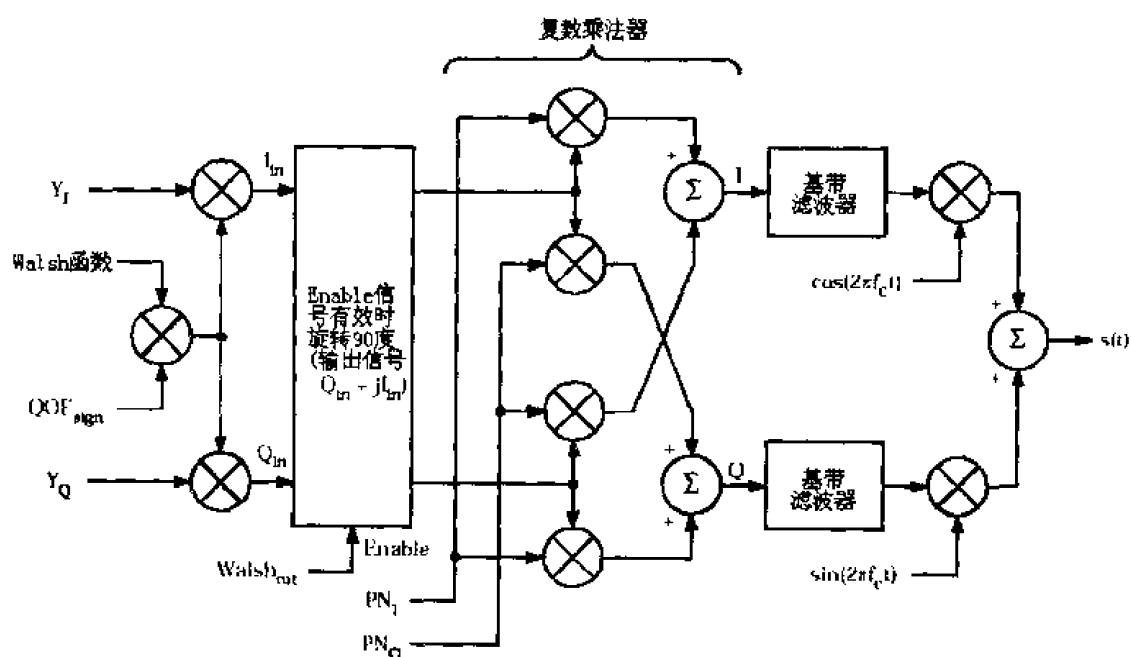 复数乘法器
Y_I
I_in
Walsh函数
QOF_sign
Y_Q
Q_in
Enable信
号有效时
旋转90度
(输出信号
Q_in + jI_in)
Walsh_rot
Enable
PN_I
PN_Q
+
Σ
I
基带
滤波器
cos(2πf_ct)
+
Σ
+
s(t)
+
Σ
+
Q
基带
滤波器
sin(2πf_ct)